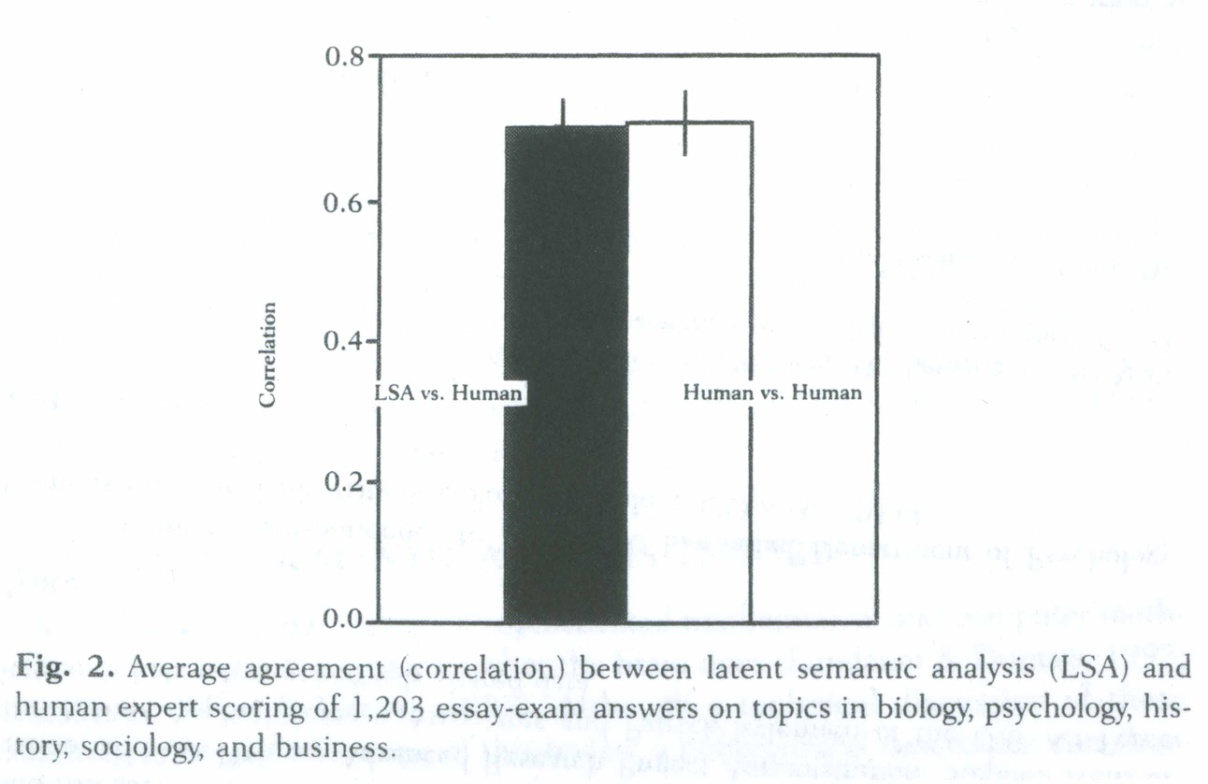 0.8
0.6
0.4
0.2
0.0
Correlation
LSA vs. Human
Human vs. Human
Fig. 2. Average agreement (correlation) between latent semantic analysis (LSA) and
human expert scoring of 1,203 essay-exam answers on topics in biology, psychology, his-
tory, sociology, and business.